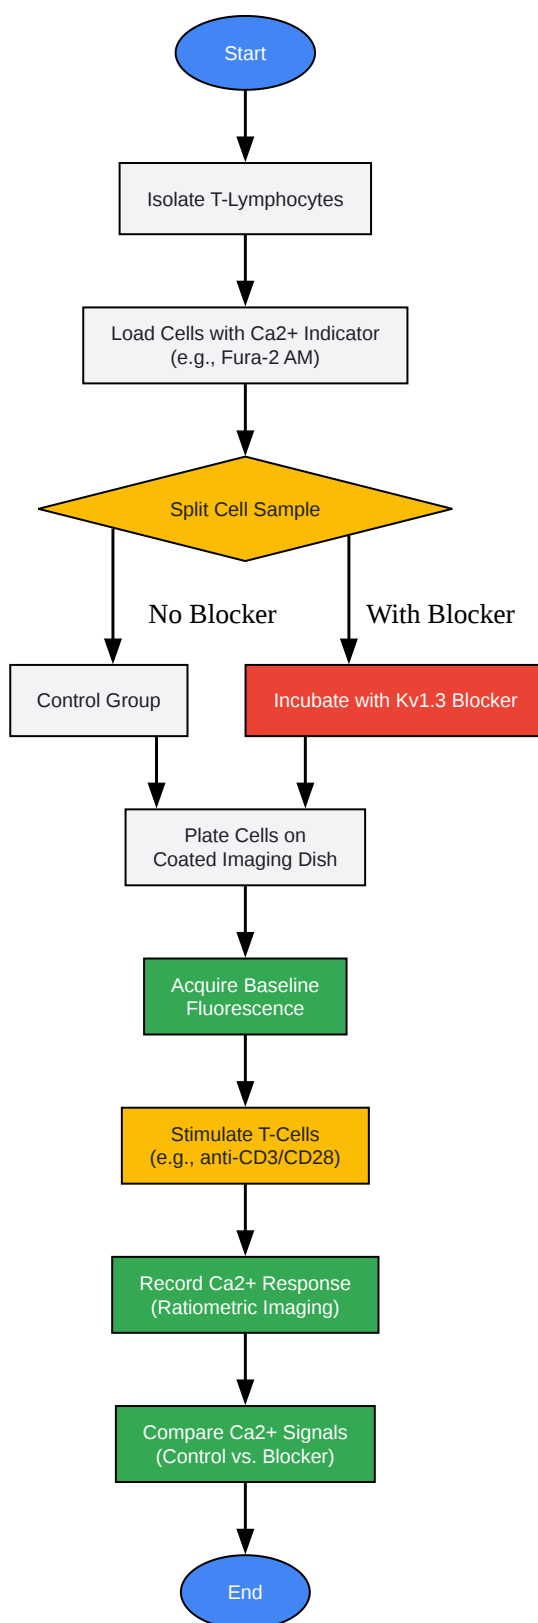 Start
Isolate T-Lymphocytes
Load Cells with Ca2+ Indicator
(e.g., Fura-2 AM)
Split Cell Sample
No Blocker
With Blocker
Control Group
Incubate with Kv1.3 Blocker
Plate Cells on
Coated Imaging Dish
Acquire Baseline
Fluorescence
Stimulate T-Cells
(e.g., anti-CD3/CD28)
Record Ca2+ Response
(Ratiometric Imaging)
Compare Ca2+ Signals
(Control vs. Blocker)
End